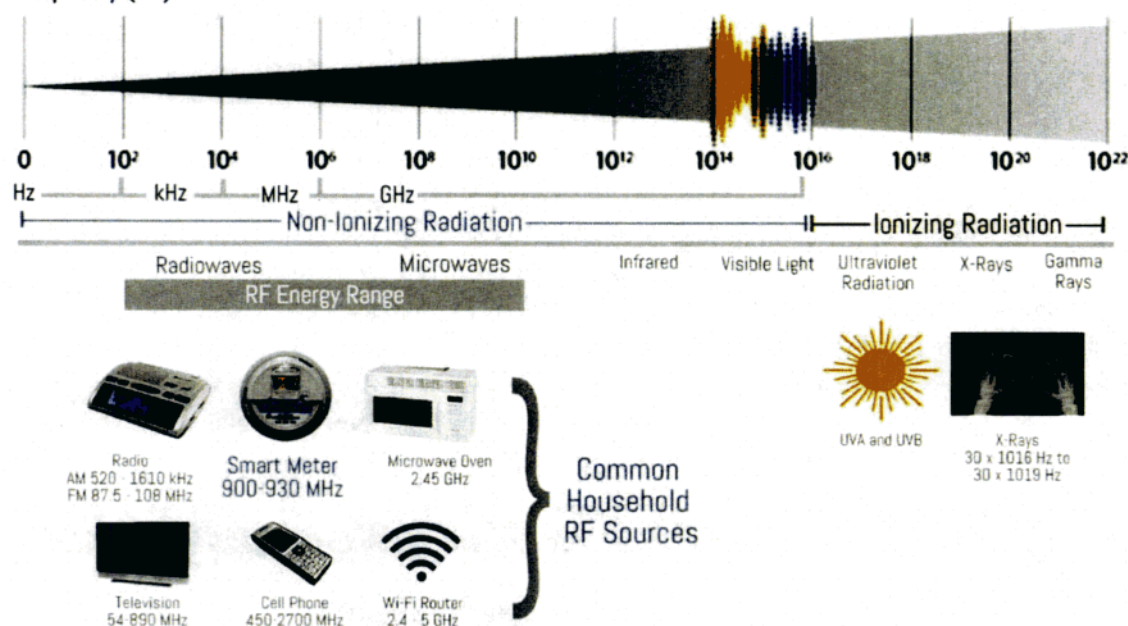 0 10² 10⁴ 10⁶ 10⁸ 10¹⁰ 10¹² 10¹⁴ 10¹⁶ 10¹⁸ 10²⁰ 10²²
Hz kHz MHz GHz
Non-Ionizing Radiation Ionizing Radiation
Radiowaves Microwaves Infrared Visible Light Ultraviolet X-Rays Gamma
Radiation Rays
RF Energy Range
Radio
AM 520 - 1610 kHz
FM 87.5 - 108 MHz
Smart Meter
900-930 MHz
Microwave Oven
2.45 GHz
Television
54-890 MHz
Cell Phone
450-2700 MHz
Wi-Fi Router
2.4 - 5 GHz
Common
Household
RF Sources
UVA and UVB
X-Rays
30 x 1016 Hz to
30 x 1019 Hz